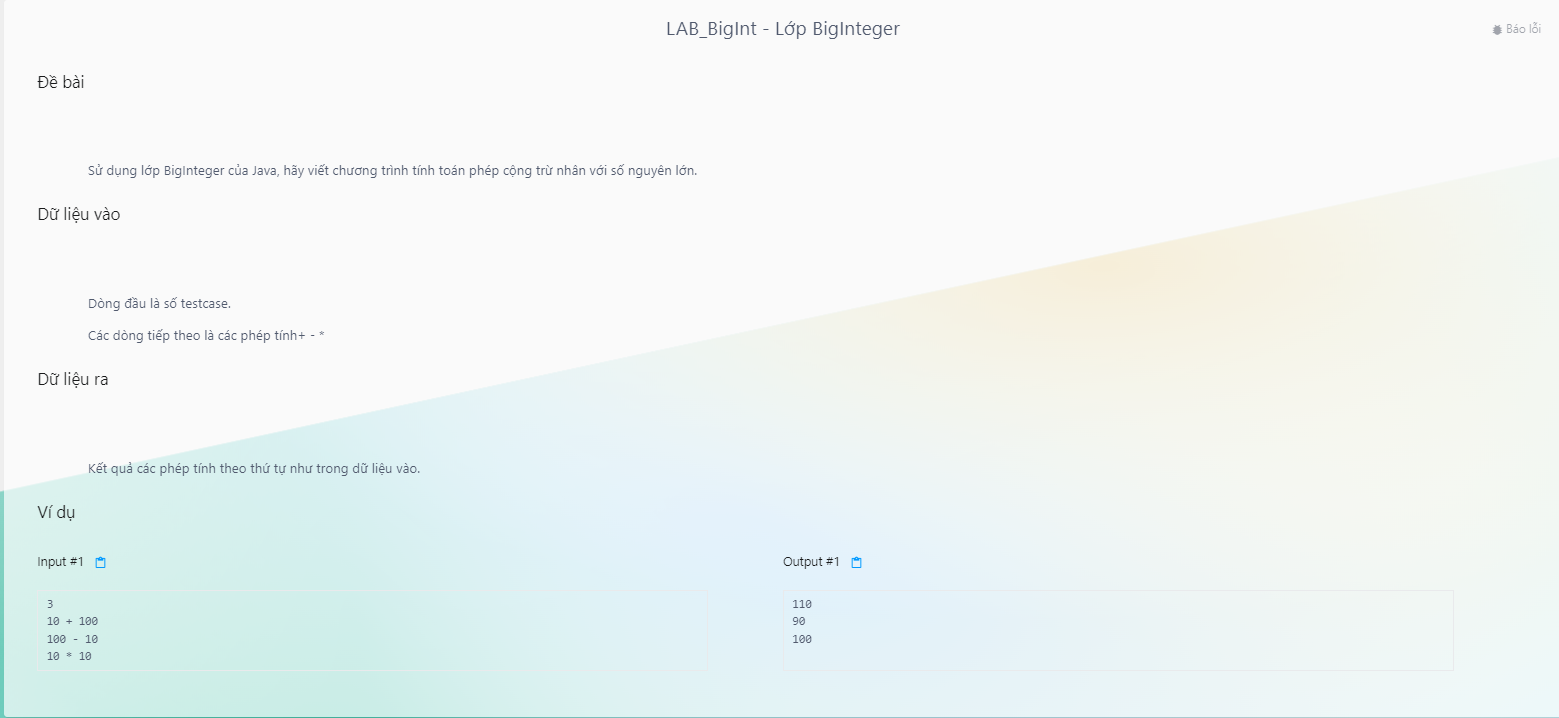 LAB_BigInt - Lớp BigInteger
Báo lỗi
Đề bài
Sử dụng lớp BigInteger của Java, hãy viết chương trình tính toán phép cộng trừ nhân với số nguyên lớn.
Dữ liệu vào
Dòng đầu là số testcase.
Các dòng tiếp theo là các phép tính+ - *
Dữ liệu ra
Kết quả các phép tính theo thứ tự như trong dữ liệu vào.
Ví dụ
Input #1
3
10 + 100
100 - 10
10 * 10
Output #1
110
90
100